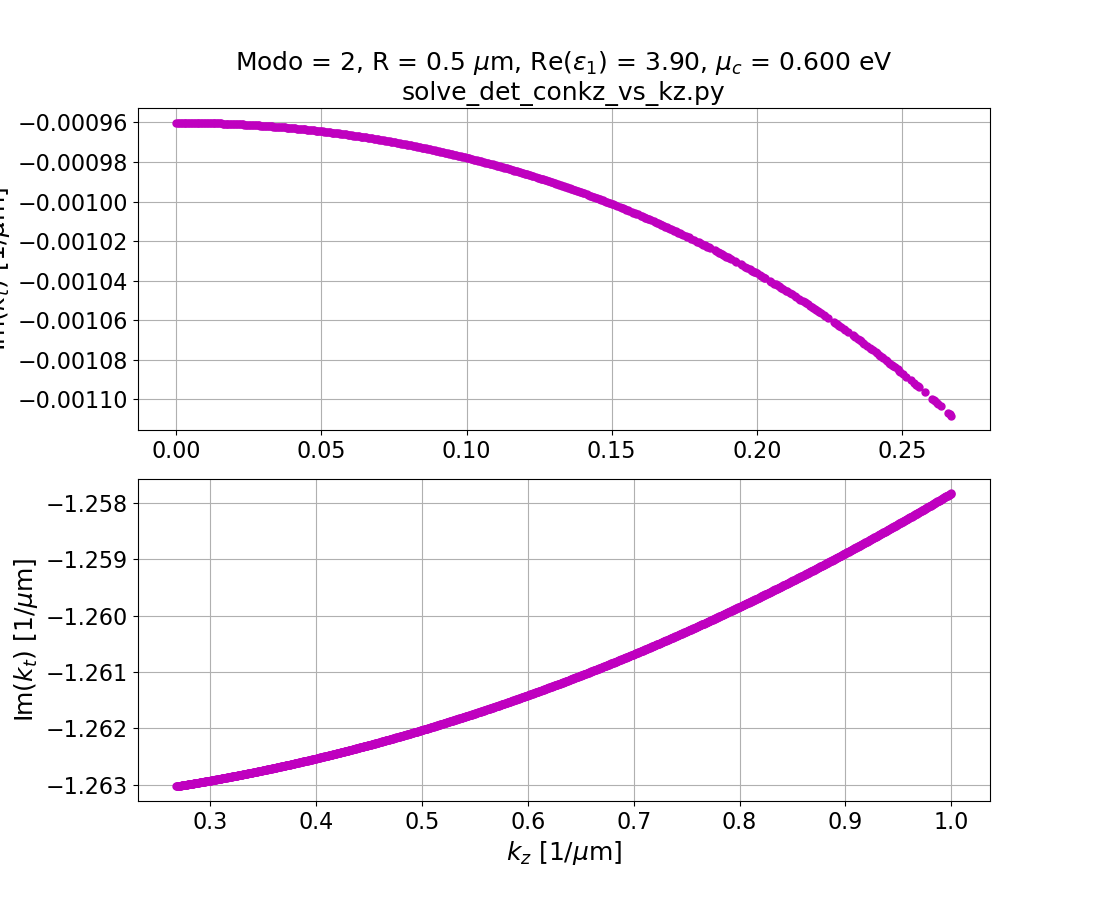 Modo = 2, R = 0.5 μm, Re(ε₁) = 3.90, μ_c = 0.600 eV
solve_det_conkz_vs_kz.py
−0.00096
−0.00098
−0.00100
−0.00102
−0.00104
−0.00106
−0.00108
−0.00110
0.00 0.05 0.10 0.15 0.20 0.25
Im(k_t) [1/μm]
−1.258
−1.259
−1.260
−1.261
−1.262
−1.263
0.3 0.4 0.5 0.6 0.7 0.8 0.9 1.0
k_z [1/μm]